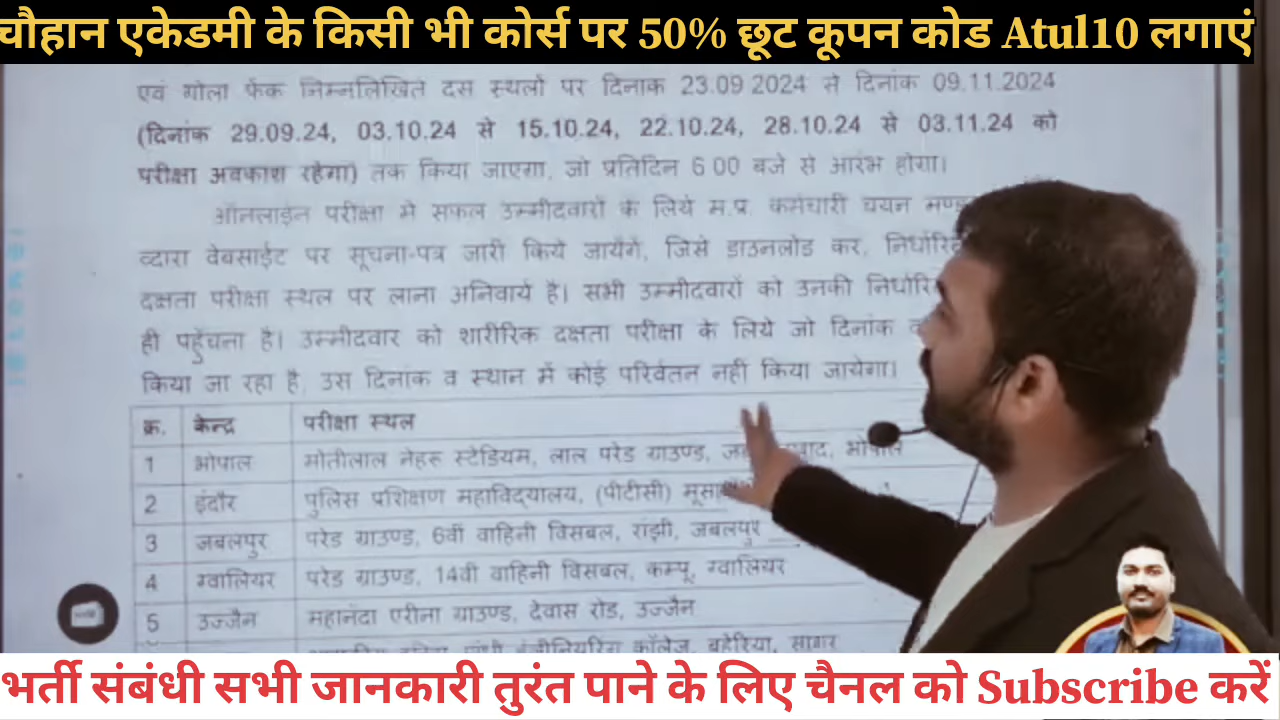 चौहान एकेडमी के किसी भी कोर्स पर 50% छूट कूपन कोड Atul10 लगाएं
एवं गोला फेंक निम्नलिखित दस स्थलों पर दिनांक 23.09.2024 से दिनांक 09.11.2024
(दिनांक 29.09.24, 03.10.24 से 15.10.24, 22.10.24, 28.10.24 से 03.11.24 को
परीक्षा अवकाश रहेगा) तक किया जाएगा, जो प्रतिदिन 6.00 बजे से आरंभ होगा।
ऑनलाईन परीक्षा में सफल उम्मीदवारों के लिये म.प्र. कर्मचारी चयन
व्दारा वेबसाईट पर सूचना-पत्र जारी किये जायेंगे, जिसे डाउनलोड कर,
दक्षता परीक्षा स्थल पर लाना अनिवार्य है। सभी उम्मीदवारों को उनकी
ही पहुँचना है। उम्मीदवार को शारीरिक दक्षता परीक्षा के लिये जो दिनांक
किया जा रहा है, उस दिनांक व स्थान में कोई परिर्वतन नहीं किया जायेगा।
क्र. केन्द्र परीक्षा स्थल
1 भोपाल मोतीलाल नेहरू स्टेडियम, लाल परेड ग्राउण्ड, भोपाल
2 इंदौर पुलिस प्रशिक्षण महाविद्यालय, (पीटीसी)
3 जबलपुर परेड ग्राउण्ड, 6वीं वाहिनी विसबल, रांझी, जबलपुर
4 ग्वालियर परेड ग्राउण्ड, 14वी वाहिनी विसबल, कम्पू, ग्वालियर
5 उज्जैन महानंदा एरीना ग्राउण्ड, देवास रोड, उज्जैन
इंजीनियरिंग कॉलेज, बहेरिया, सागर
भर्ती संबंधी सभी जानकारी तुरंत पाने के लिए चैनल को Subscribe करें